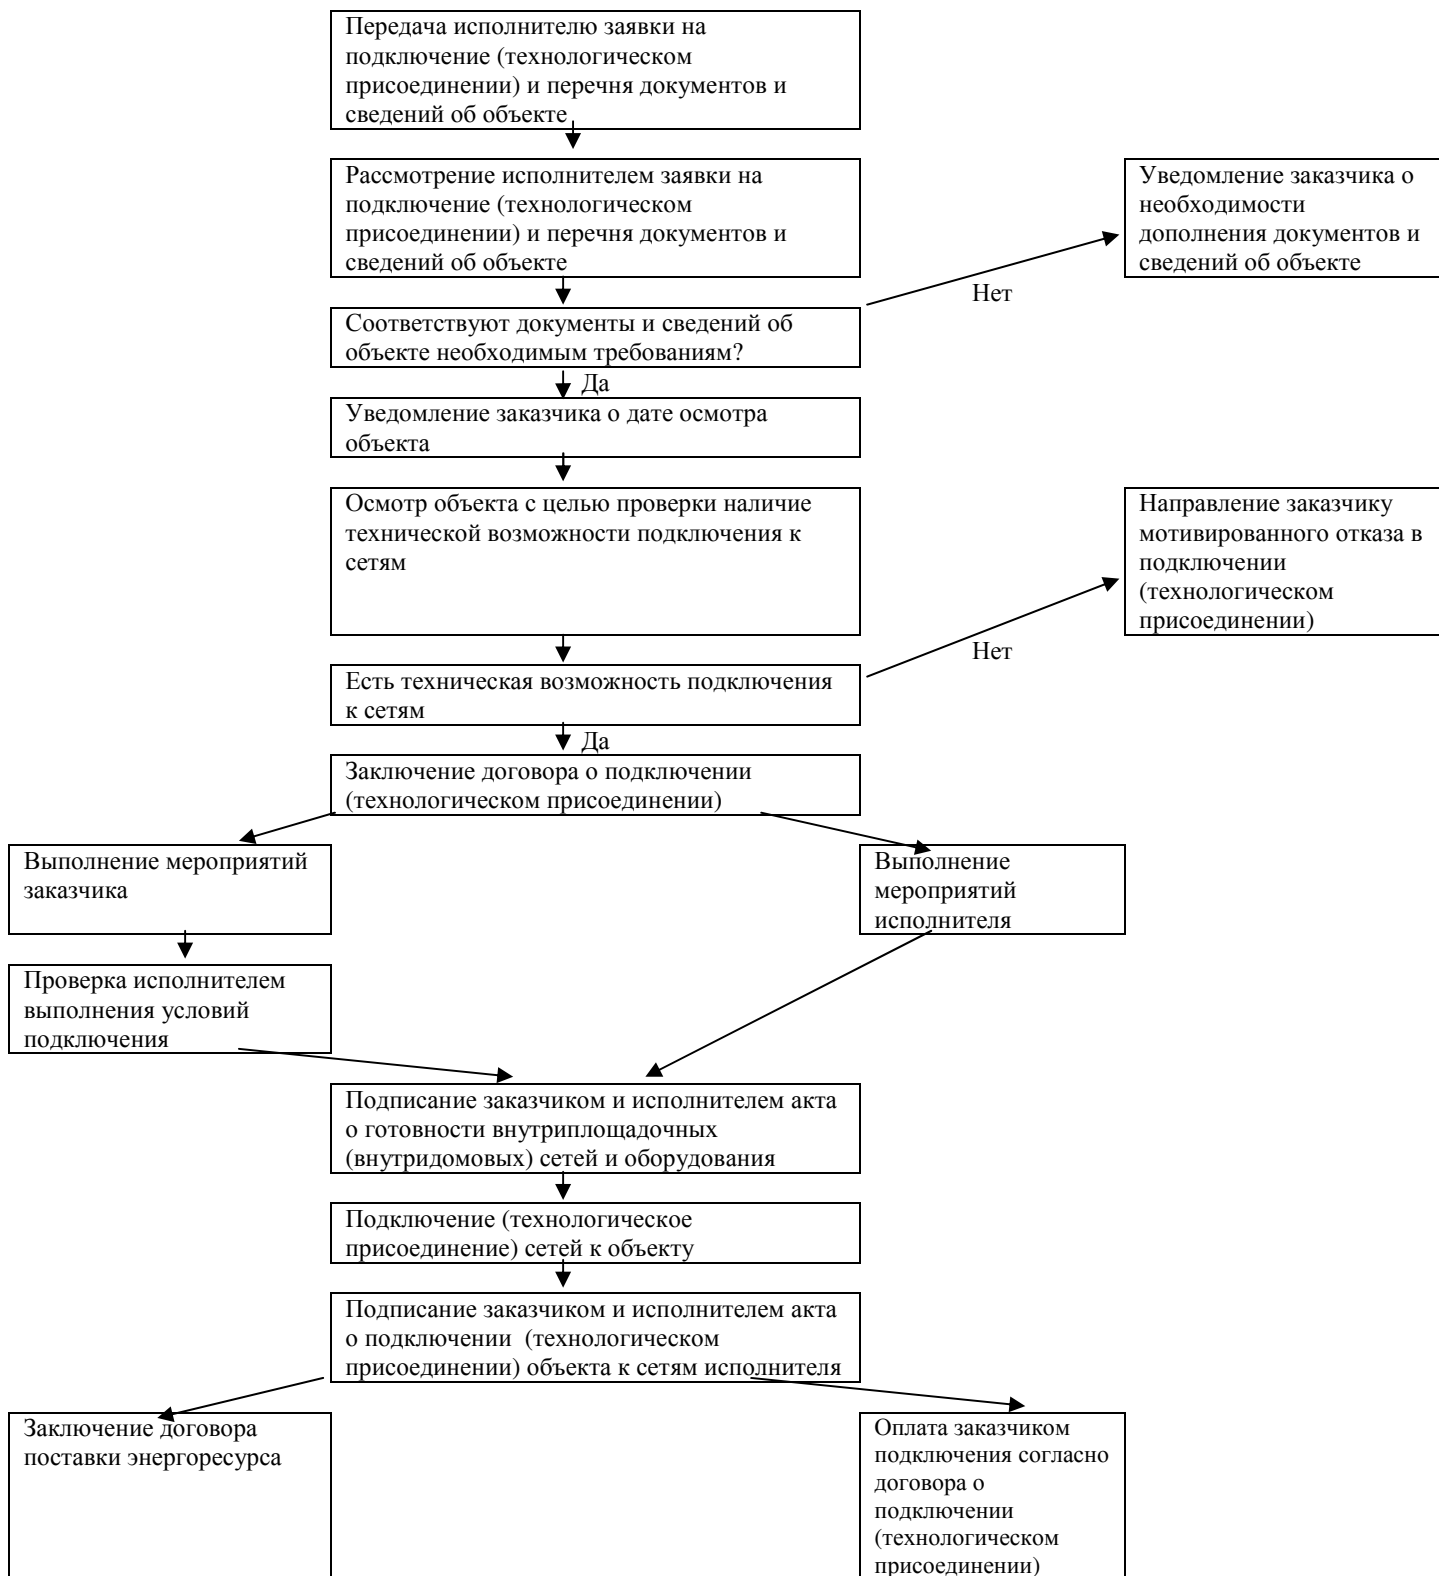 Передача исполнителю заявки на
подключение (технологическом
присоединении) и перечня документов и
сведений об объекте
Рассмотрение исполнителем заявки на
подключение (технологическом
присоединении) и перечня документов и
сведений об объекте
Уведомление заказчика о
необходимости
дополнения документов и
сведений об объекте
Нет
Соответствуют документы и сведений об
объекте необходимым требованиям?
Да
Уведомление заказчика о дате осмотра
объекта
Осмотр объекта с целью проверки наличие
технической возможности подключения к
сетям
Направление заказчику
мотивированного отказа в
подключении
(технологическом
присоединении)
Нет
Есть техническая возможность подключения
к сетям
Да
Заключение договора о подключении
(технологическом присоединении)
Выполнение мероприятий
заказчика
Выполнение
мероприятий
исполнителя
Проверка исполнителем
выполнения условий
подключения
Подписание заказчиком и исполнителем акта
о готовности внутриплощадочных
(внутридомовых) сетей и оборудования
Подключение (технологическое
присоединение) сетей к объекту
Подписание заказчиком и исполнителем акта
о подключении (технологическом
присоединении) объекта к сетям исполнителя
Заключение договора
поставки энергоресурса
Оплата заказчиком
подключения согласно
договора о
подключении
(технологическом
присоединении)